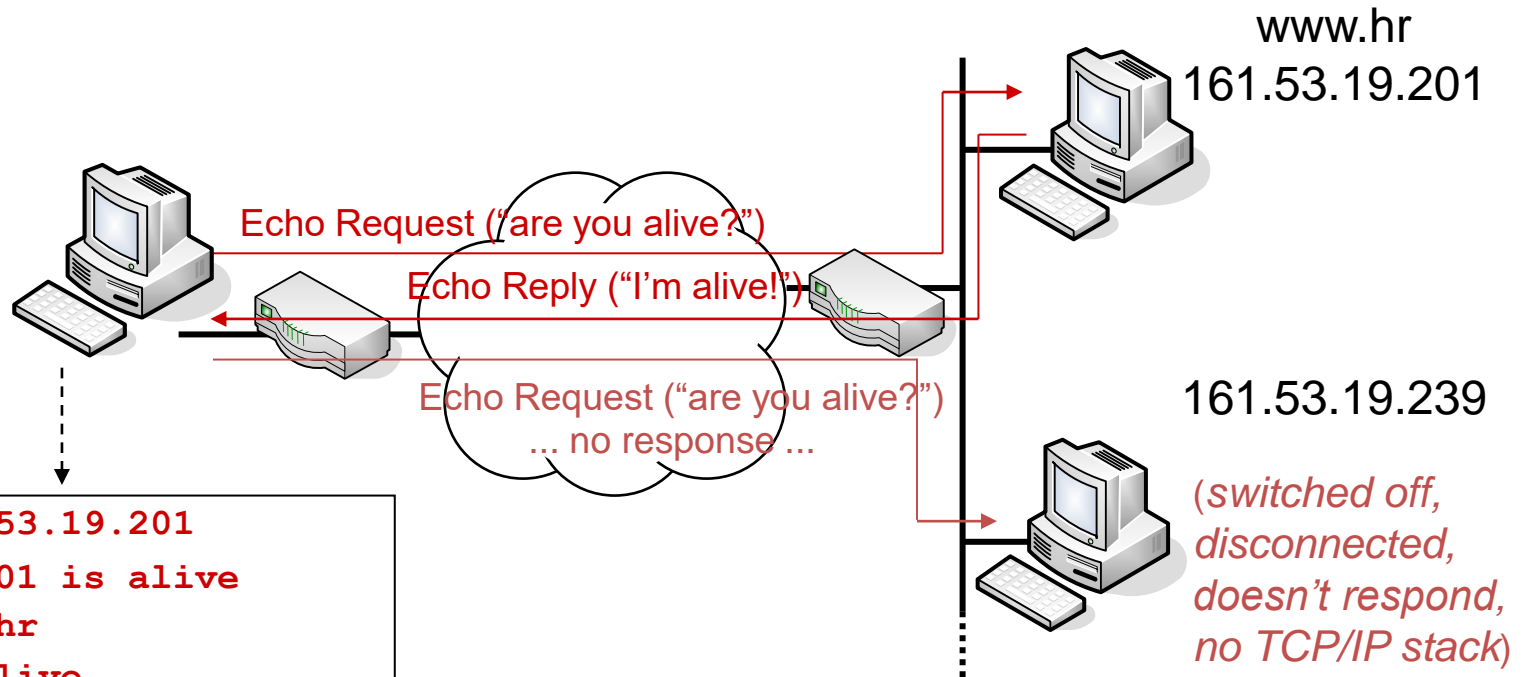 www.hr
161.53.19.201
Echo Request (“are you alive?”)
Echo Reply (“I’m alive!”)
Echo Request (“are you alive?”)
... no response ...
161.53.19.239
(switched off,
disconnected,
doesn’t respond,
no TCP/IP stack)
53.19.201
01 is alive
hr